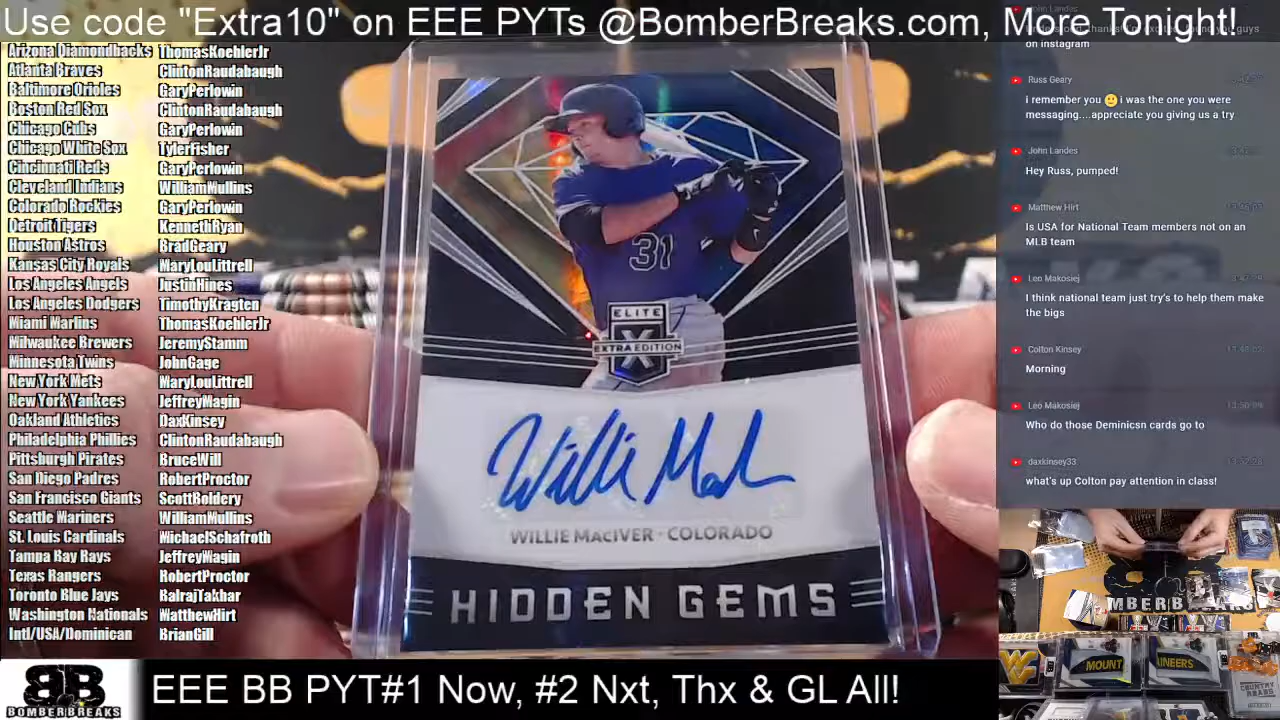 Use code "Extra10" on EEE PYTs @BomberBreaks.com, More Tonight!
Arizona Diamondbacks ThomasKoehlerJr
Atlanta Braves ClintonRaudabaugh
Baltimore Orioles GaryPerlowin
Boston Red Sox ClintonRaudabaugh
Chicago Cubs GaryPerlowin
Chicago White Sox TylerFisher
Cincinnati Reds GaryPerlowin
Cleveland Indians WilliamMullins
Colorado Rockies GaryPerlowin
Detroit Tigers KennethRyan
Houston Astros BradGeary
Kansas City Royals MaryLouLittrell
Los Angeles Angels JustinHines
Los Angeles Dodgers TimothyKragten
Miami Marlins ThomasKoehlerJr
Milwaukee Brewers JeremyStamm
Minnesota Twins JohnGage
New York Mets MaryLouLittrell
New York Yankees JeffreyMagin
Oakland Athletics DaxKinsey
Philadelphia Phillies ClintonRaudabaugh
Pittsburgh Pirates BruceWill
San Diego Padres RobertProctor
San Francisco Giants ScottBoldery
Seattle Mariners WilliamMullins
St. Louis Cardinals MichaelSchafroth
Tampa Bay Rays JeffreyMagin
Texas Rangers RobertProctor
Toronto Blue Jays BalrajTakhar
Washington Nationals MatthewHirt
Intl/USA/Dominican BrianGill
31
ELITE
X
EXTRA EDITION
WILLIE MACIVER · COLORADO
HIDDEN GEMS
John Landes
guys
on instagram
Russ Geary
i remember you 🙂 i was the one you were
messaging....appreciate you giving us a try
John Landes
Hey Russ, pumped!
Matthew Hirt
Is USA for National Team members not on an
MLB team
Leo Makosiej
I think national team just try's to help them make
the bigs
Colton Kinsey
Morning
Leo Makosiej
Who do those Deminicsn cards go to
daxkinsey33
what's up Colton pay attention in class!
MBERBREAKS
MOUNT
AINEERS
BB
BOMBERBREAKS
EEE BB PYT#1 Now, #2 Nxt, Thx & GL All!